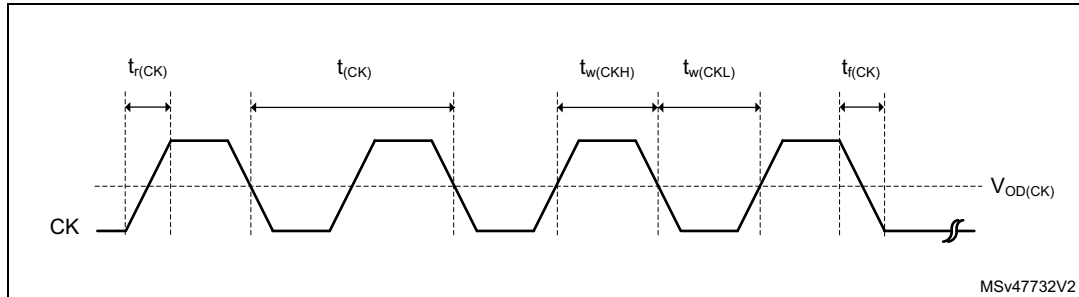 tr(CK) t(CK) tw(CKH) tw(CKL) tf(CK)
VOD(CK)
CK
MSv47732V2